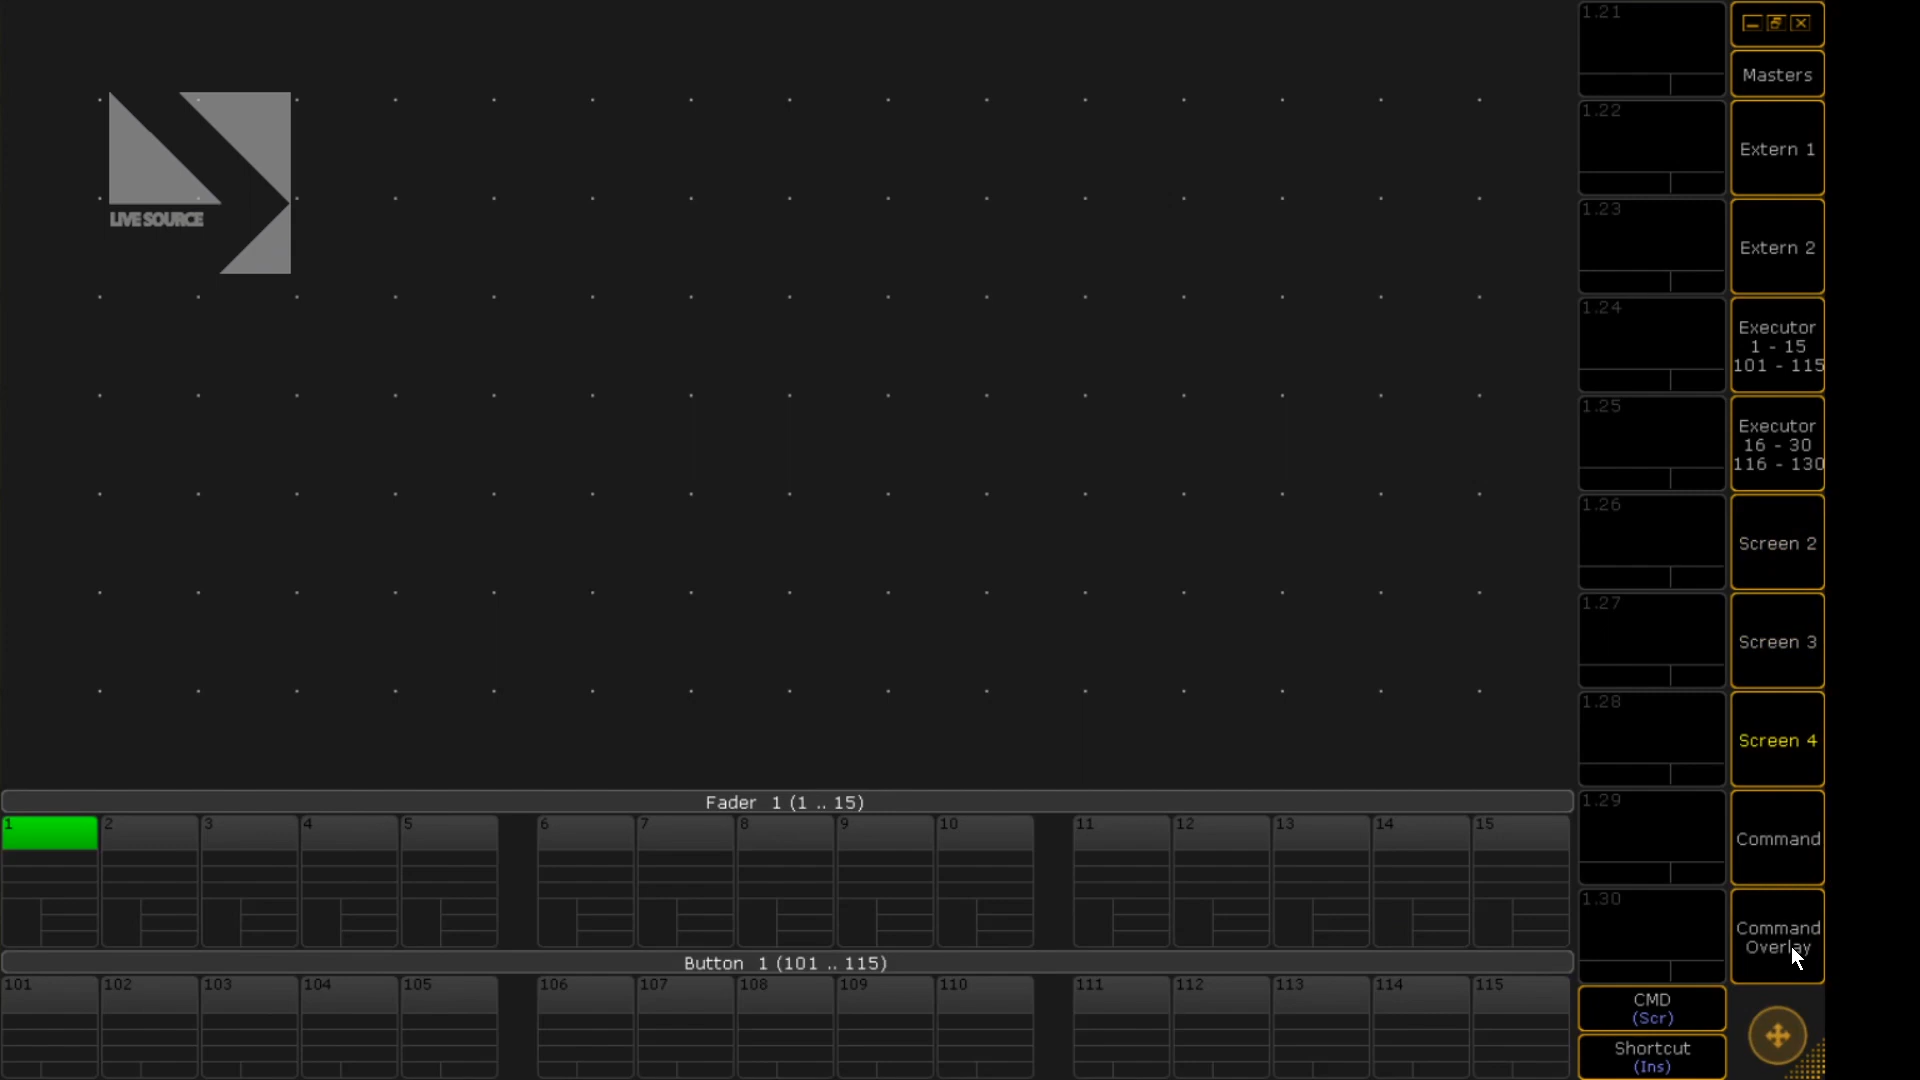 LIVE SOURCE
1.21
1.22
1.23
1.24
1.25
1.26
1.27
1.28
1.29
1.30
Masters
Extern 1
Extern 2
Executor
1 - 15
101 - 115
Executor
16 - 30
116 - 130
Screen 2
Screen 3
Screen 4
Command
Command
Overlay
Fader 1 (1 .. 15)
1 2 3 4 5 6 7 8 9 10 11 12 13 14 15
Button 1 (101 .. 115)
101 102 103 104 105 106 107 108 109 110 111 112 113 114 115
CMD
(Scr)
Shortcut
(Ins)